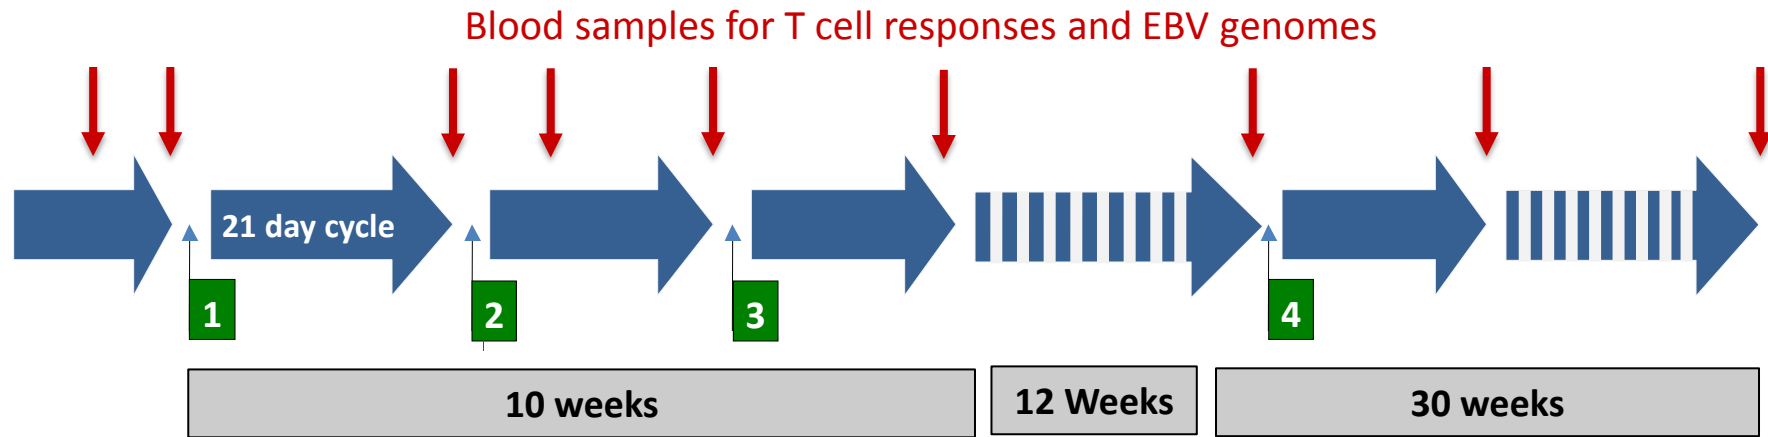 Blood samples for T cell responses and EBV genomes
21 day cycle
1
2
3
4
10 weeks
12 Weeks
30 weeks